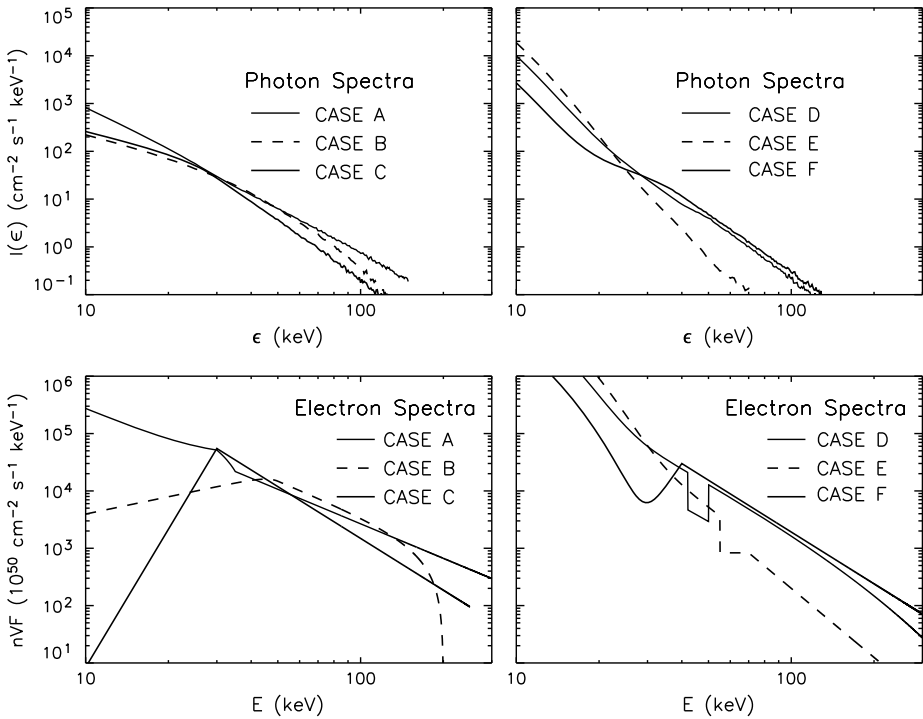 10⁵
10⁴
10³
10²
10¹
10⁰
10⁻¹
I(ϵ) (cm⁻² s⁻¹ keV⁻¹)
Photon Spectra
CASE A
CASE B
CASE C
10
100
ϵ (keV)
Photon Spectra
CASE D
CASE E
CASE F
10
100
ϵ (keV)
10⁶
10⁵
10⁴
10³
10²
10¹
nVF (10⁵⁰ cm⁻² s⁻¹ keV⁻¹)
Electron Spectra
CASE A
CASE B
CASE C
10
100
E (keV)
Electron Spectra
CASE D
CASE E
CASE F
10
100
E (keV)